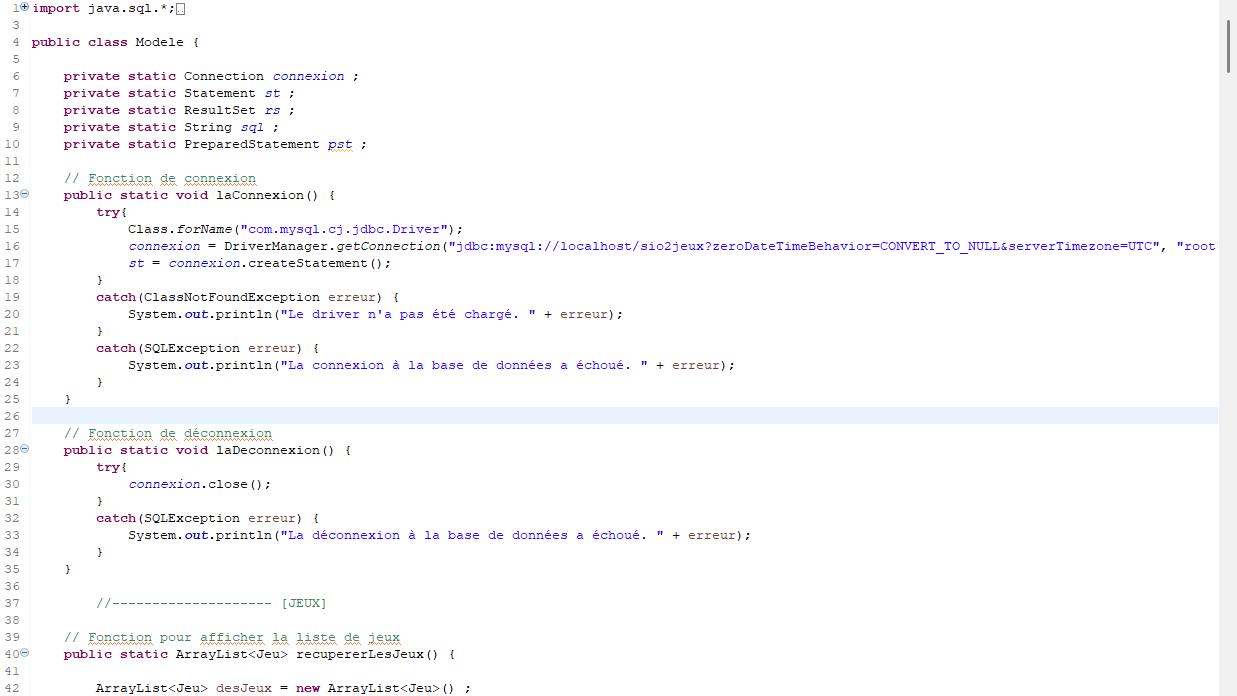 1 import java.sql.*;
3
4 public class Modele {
5
6     private static Connection connexion ;
7     private static Statement st ;
8     private static ResultSet rs ;
9     private static String sql ;
10     private static PreparedStatement pst ;
11
12     // Fonction de connexion
13     public static void laConnexion() {
14         try{
15             Class.forName("com.mysql.cj.jdbc.Driver");
16             connexion = DriverManager.getConnection("jdbc:mysql://localhost/sio2jeux?zeroDateTimeBehavior=CONVERT_TO_NULL&serverTimezone=UTC", "root
17             st = connexion.createStatement();
18         }
19         catch(ClassNotFoundException erreur) {
20             System.out.println("Le driver n'a pas été chargé. " + erreur);
21         }
22         catch(SQLException erreur) {
23             System.out.println("La connexion à la base de données a échoué. " + erreur);
24         }
25     }
26
27     // Fonction de déconnexion
28     public static void laDeconnexion() {
29         try{
30             connexion.close();
31         }
32         catch(SQLException erreur) {
33             System.out.println("La déconnexion à la base de données a échoué. " + erreur);
34         }
35     }
36
37         //-------------------- [JEUX]
38
39     // Fonction pour afficher la liste de jeux
40     public static ArrayList<Jeu> recupererLesJeux() {
41
42         ArrayList<Jeu> desJeux = new ArrayList<Jeu>() ;